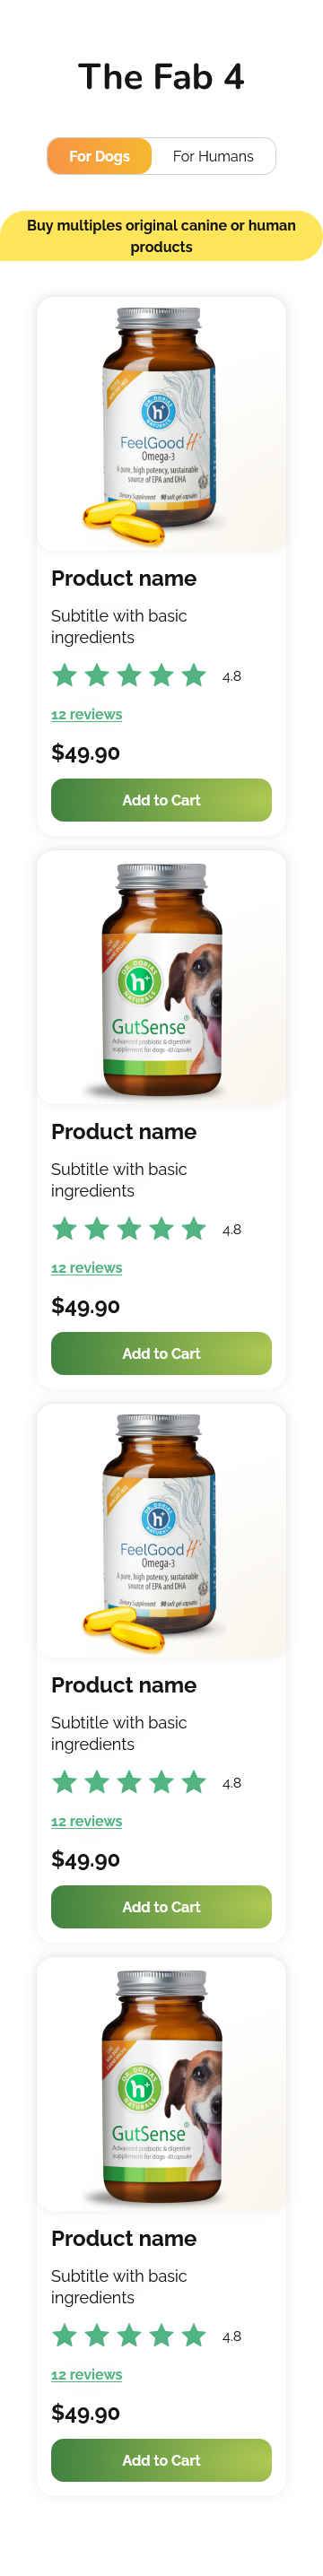 The Fab 4
For Dogs
For Humans
Buy multiples original canine or human
products
DR. DOBIAS
h+
NATURALS
FeelGood
Omega-3
A pure, high potency, sustainable
source of EPA and DHA
Dietary Supplement 90 soft gel capsules
Product name
Subtitle with basic
ingredients
4.8
12 reviews
$49.90
Add to Cart
DR. DOBIAS
h+
NATURALS
GutSense®
Advanced probiotic & digestive
supplement for dogs - 60 capsules
Product name
Subtitle with basic
ingredients
4.8
12 reviews
$49.90
Add to Cart
DR. DOBIAS
h+
NATURALS
FeelGood
Omega-3
A pure, high potency, sustainable
source of EPA and DHA
Dietary Supplement 90 soft gel capsules
Product name
Subtitle with basic
ingredients
4.8
12 reviews
$49.90
Add to Cart
DR. DOBIAS
h+
NATURALS
GutSense®
Advanced probiotic & digestive
supplement for dogs - 60 capsules
Product name
Subtitle with basic
ingredients
4.8
12 reviews
$49.90
Add to Cart